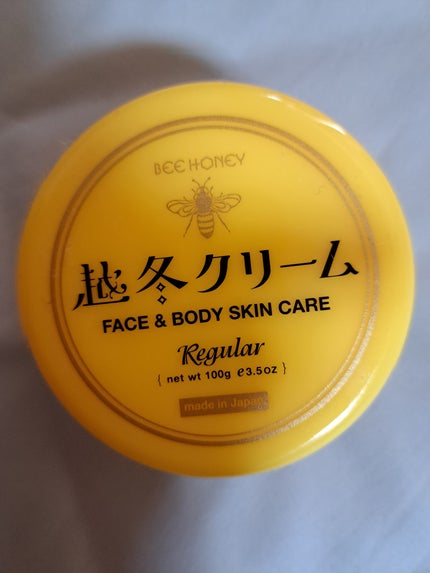 BEE HONEY
越冬クリーム
FACE & BODY SKIN CARE
Regular
{ net wt 100g ℮3.5oz }
made in Japan